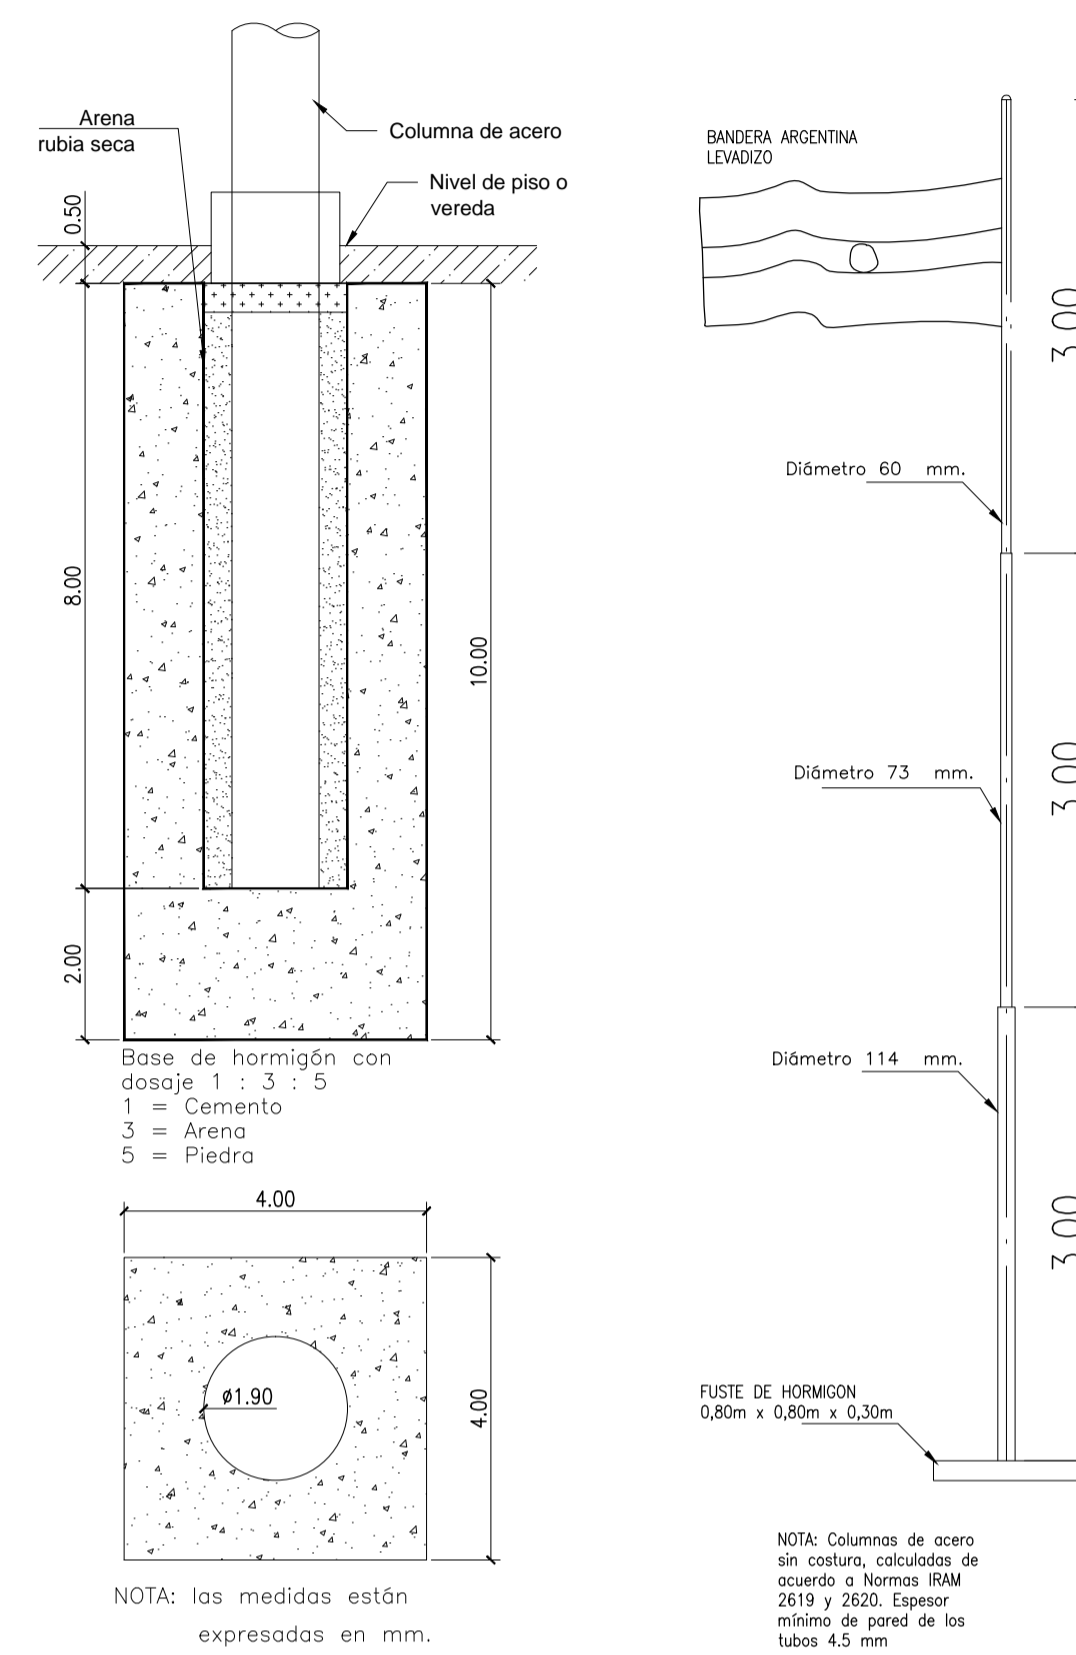 Arena
rubia seca
Columna de acero
Nivel de piso o
vereda
0.50
8.00
10.00
2.00
Base de hormigón con
dosaje 1 : 3 : 5
1 = Cemento
3 = Arena
5 = Piedra
4.00
ø1.90
4.00
NOTA: las medidas están
expresadas en mm.
BANDERA ARGENTINA
LEVADIZO
3.00
Diámetro 60 mm.
3.00
Diámetro 73 mm.
Diámetro 114 mm.
3.00
FUSTE DE HORMIGON
0,80m x 0,80m x 0,30m
NOTA: Columnas de acero
sin costura, calculadas de
acuerdo a Normas IRAM
2619 y 2620. Espesor
mínimo de pared de los
tubos 4.5 mm